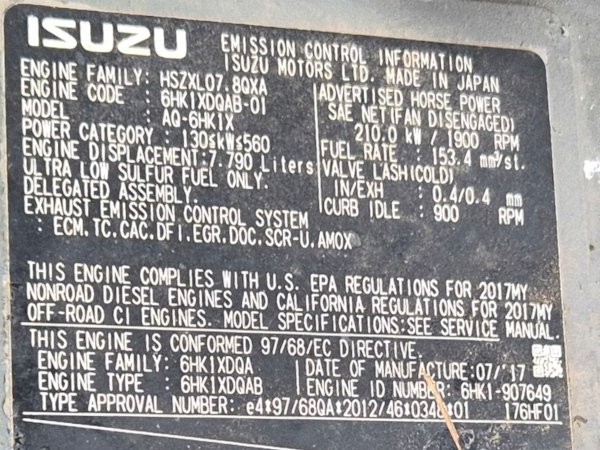 ISUZU
EMISSION CONTROL INFORMATION
ISUZU MOTORS LTD. MADE IN JAPAN
ENGINE FAMILY: HSZXL07.8QXA
ENGINE CODE : 6HK1XDQAB-01
MODEL : AQ-6HK1X
POWER CATEGORY : 130≤kW≤560
ENGINE DISPLACEMENT:7.790 Liters
ULTRA LOW SULFUR FUEL ONLY.
DELEGATED ASSEMBLY.
EXHAUST EMISSION CONTROL SYSTEM
: ECM.TC.CAC.DFI.EGR.DOC.SCR-U.AMOX
ADVERTISED HORSE POWER
SAE NET(FAN DISENGAGED)
210.0 kW / 1900 RPM
FUEL RATE : 153.4 mm³/st.
VALVE LASH(COLD)
IN/EXH : 0.4/0.4 mm
CURB IDLE : 900 RPM
THIS ENGINE COMPLIES WITH U.S. EPA REGULATIONS FOR 2017MY
NONROAD DIESEL ENGINES AND CALIFORNIA REGULATIONS FOR 2017MY
OFF-ROAD CI ENGINES. MODEL SPECIFICATIONS:SEE SERVICE MANUAL.
THIS ENGINE IS CONFORMED 97/68/EC DIRECTIVE.
ENGINE FAMILY: 6HK1XDQA
ENGINE TYPE : 6HK1XDQAB
DATE OF MANUFACTURE:07/'17
ENGINE ID NUMBER: 6HK1-907649
TYPE APPROVAL NUMBER: e4*97/68QA*2012/46*0340*01 176HF01